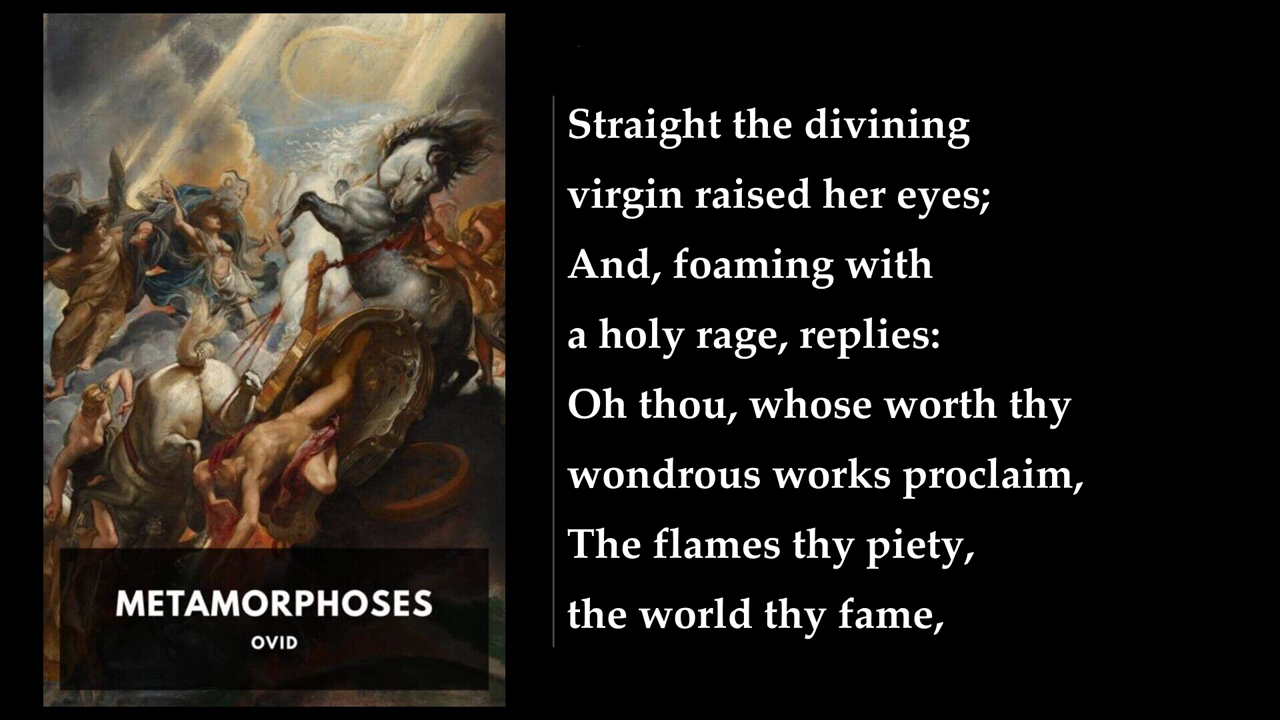 METAMORPHOSES
OVID
Straight the divining
virgin raised her eyes;
And, foaming with
a holy rage, replies:
Oh thou, whose worth thy
wondrous works proclaim,
The flames thy piety,
the world thy fame,